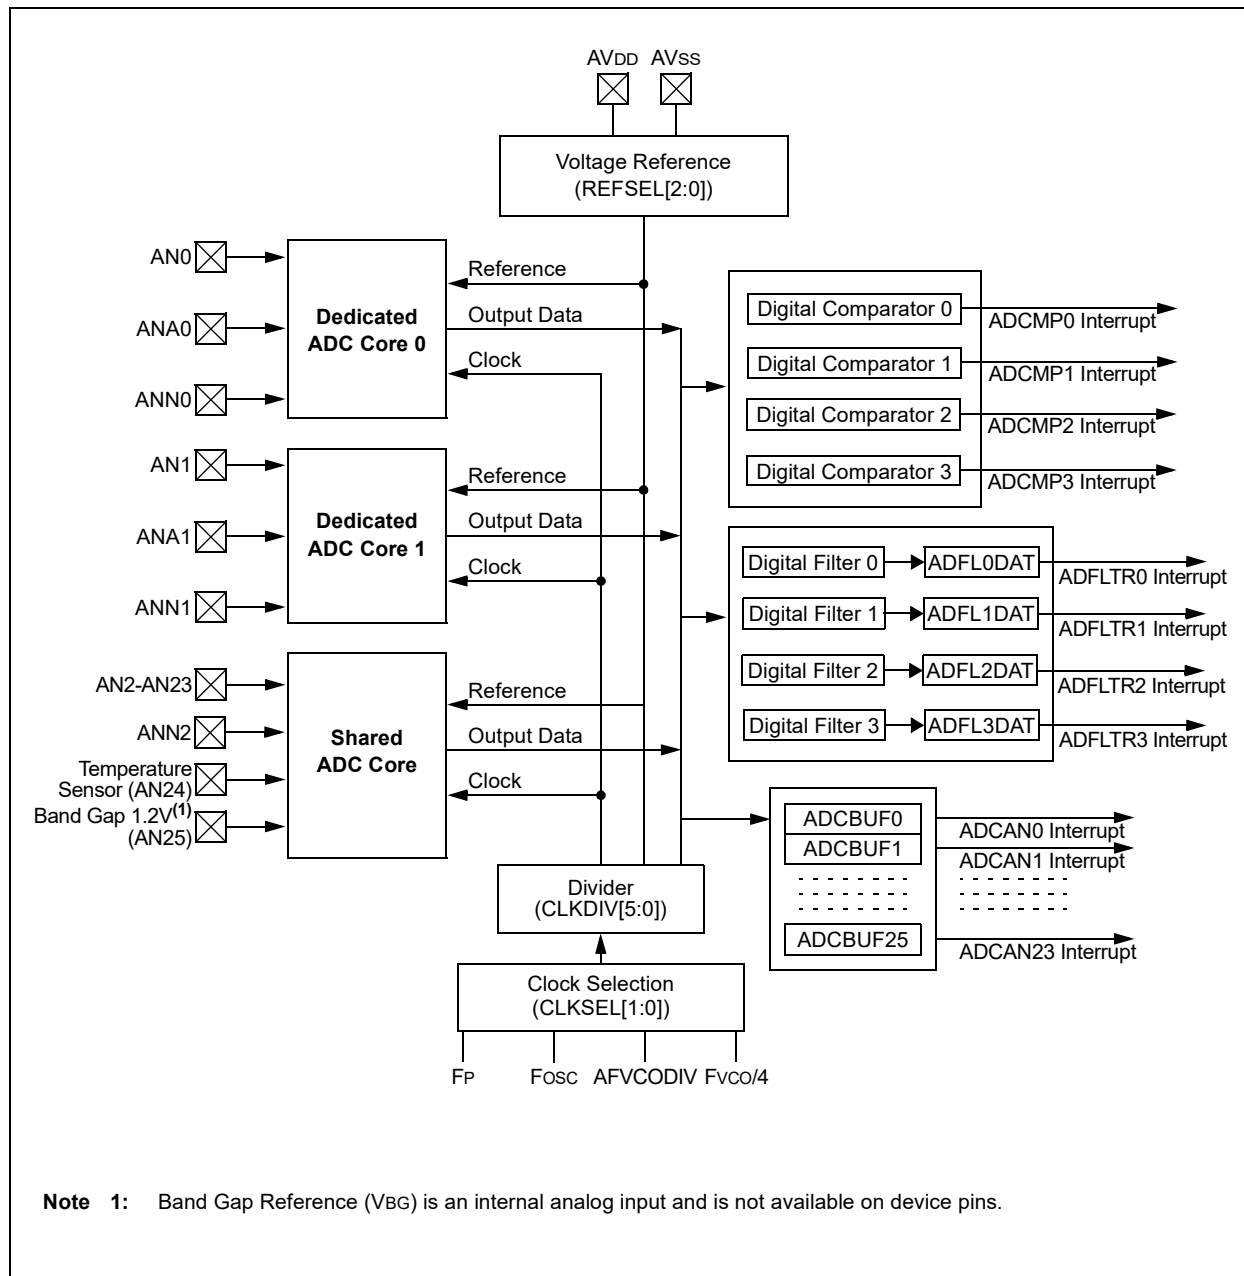 AVDD AVSS
Voltage Reference
(REFSEL[2:0])
AN0
ANA0
ANN0
Dedicated
ADC Core 0
Reference
Output Data
Clock
AN1
ANA1
ANN1
Dedicated
ADC Core 1
Reference
Output Data
Clock
AN2-AN23
ANN2
Temperature
Sensor (AN24)
Band Gap 1.2V(1)
(AN25)
Shared
ADC Core
Reference
Output Data
Clock
Digital Comparator 0
ADCMP0 Interrupt
Digital Comparator 1
ADCMP1 Interrupt
Digital Comparator 2
ADCMP2 Interrupt
Digital Comparator 3
ADCMP3 Interrupt
Digital Filter 0 ADFL0DAT
ADFLTR0 Interrupt
Digital Filter 1 ADFL1DAT
ADFLTR1 Interrupt
Digital Filter 2 ADFL2DAT
ADFLTR2 Interrupt
Digital Filter 3 ADFL3DAT
ADFLTR3 Interrupt
ADCBUF0
ADCAN0 Interrupt
ADCBUF1
ADCAN1 Interrupt
ADCBUF25
ADCAN23 Interrupt
Divider
(CLKDIV[5:0])
Clock Selection
(CLKSEL[1:0])
FP FOSC AFVCODIV FVCO/4
Note 1: Band Gap Reference (VBG) is an internal analog input and is not available on device pins.